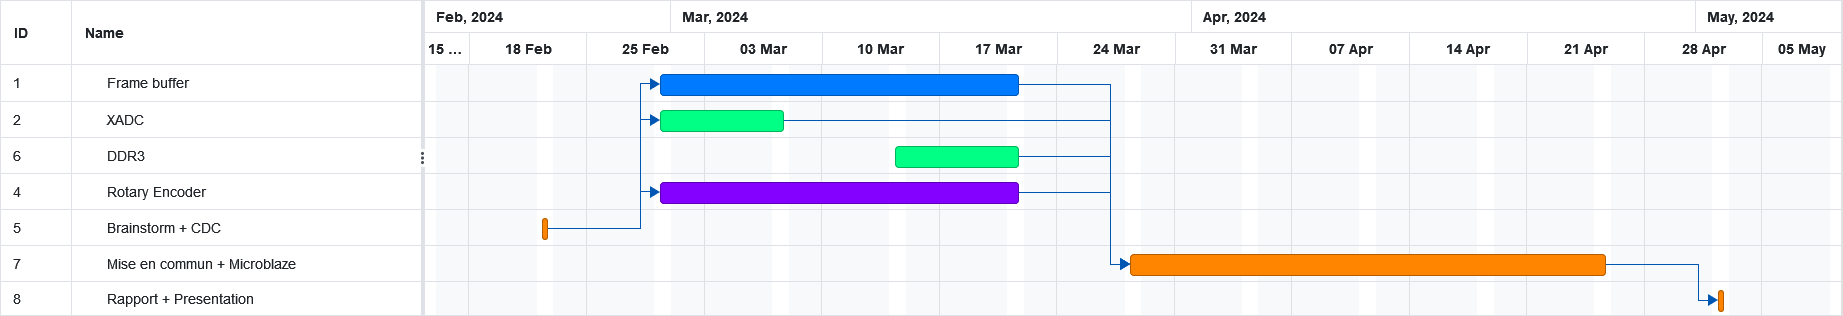 ID Name Feb, 2024 Mar, 2024 Apr, 2024 May, 2024
15 ... 18 Feb 25 Feb 03 Mar 10 Mar 17 Mar 24 Mar 31 Mar 07 Apr 14 Apr 21 Apr 28 Apr 05 May
1 Frame buffer
2 XADC
6 DDR3
4 Rotary Encoder
5 Brainstorm + CDC
7 Mise en commun + Microblaze
8 Rapport + Presentation